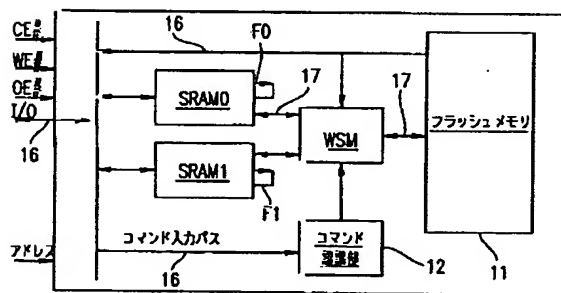 CE#
WE#
OE#
I/O
16
アドレス
16
F0
SRAM0
17
SRAM1
F1
WSM
17
フラッシュメモリ
コマンド入力バス
16
コマンド
認識部
12
11